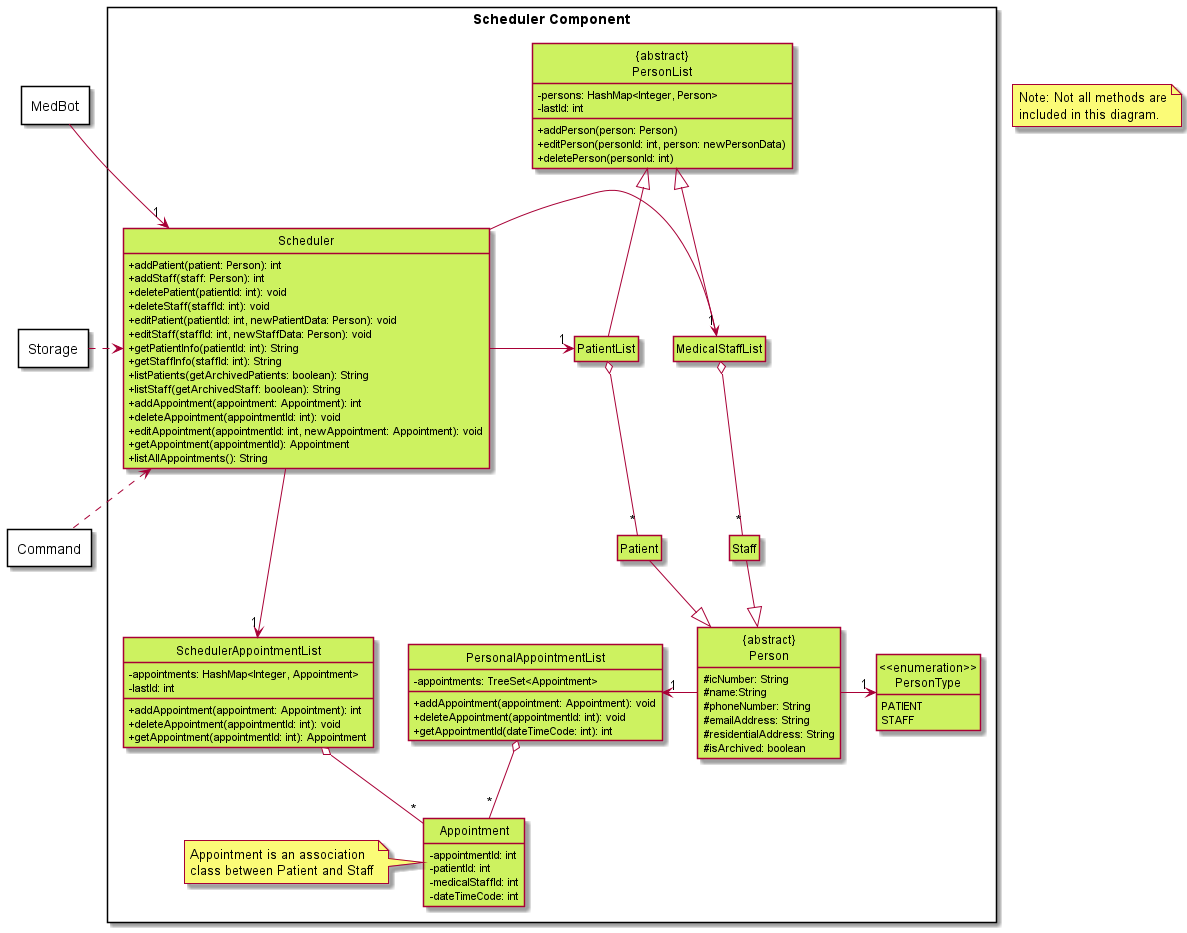 Scheduler Component
{abstract}
PersonList
-persons: HashMap<Integer, Person>
-lastId: int
+addPerson(person: Person)
+editPerson(personId: int, person: newPersonData)
+deletePerson(personId: int)
Note: Not all methods are
included in this diagram.
MedBot
1
Scheduler
+addPatient(patient: Person): int
+addStaff(staff: Person): int
+deletePatient(patientId: int): void
+deleteStaff(staffId: int): void
+editPatient(patientId: int, newPatientData: Person): void
+editStaff(staffId: int, newStaffData: Person): void
+getPatientInfo(patientId: int): String
+getStaffInfo(staffId: int): String
+listPatients(getArchivedPatients: boolean): String
+listStaff(getArchivedStaff: boolean): String
+addAppointment(appointment: Appointment): int
+deleteAppointment(appointmentId: int): void
+editAppointment(appointmentId: int, newAppointment: Appointment): void
+getAppointment(appointmentId): Appointment
+listAllAppointments(): String
Storage
1
PatientList
1
MedicalStaffList
Command
*
Patient
*
Staff
1
SchedulerAppointmentList
-appointments: HashMap<Integer, Appointment>
-lastId: int
+addAppointment(appointment: Appointment): int
+deleteAppointment(appointmentId: int): void
+getAppointment(appointmentId: int): Appointment
PersonalAppointmentList
-appointments: TreeSet<Appointment>
+addAppointment(appointment: Appointment): void
+deleteAppointment(appointmentId: int): void
+getAppointmentId(dateTimeCode: int): int
1
{abstract}
Person
#icNumber: String
#name:String
#phoneNumber: String
#emailAddress: String
#residentialAddress: String
#isArchived: boolean
1
<<enumeration>>
PersonType
PATIENT
STAFF
*
*
Appointment
-appointmentId: int
-patientId: int
-medicalStaffId: int
-dateTimeCode: int
Appointment is an association
class between Patient and Staff